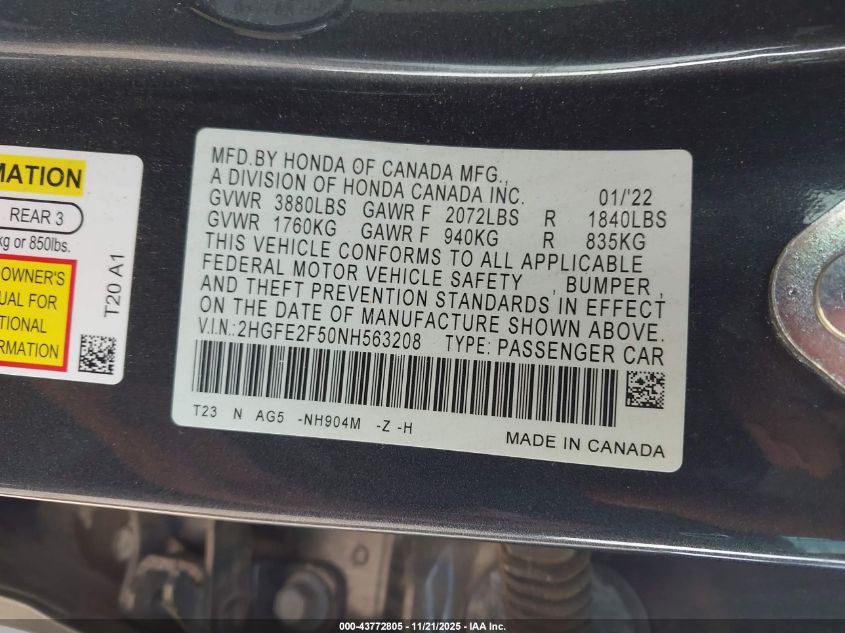 MATION
REAR 3
kg or 850lbs.
OWNER'S
UAL FOR
TIONAL
RMATION
T20 A1
MFD.BY HONDA OF CANADA MFG.,
A DIVISION OF HONDA CANADA INC. 01/'22
GVWR 3880LBS GAWR F 2072LBS R 1840LBS
GVWR 1760KG GAWR F 940KG R 835KG
THIS VEHICLE CONFORMS TO ALL APPLICABLE
FEDERAL MOTOR VEHICLE SAFETY , BUMPER ,
AND THEFT PREVENTION STANDARDS IN EFFECT
ON THE DATE OF MANUFACTURE SHOWN ABOVE.
V.I.N.:2HGFE2F50NH563208 TYPE: PASSENGER CAR
T23 N AG5 -NH904M -Z -H
MADE IN CANADA
000-43772805 - 11/21/2025 - IAA Inc.